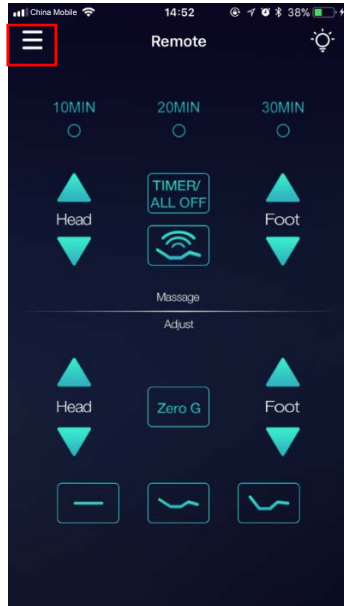 China Mobile 14:52 38%
Remote
10MIN 20MIN 30MIN
TIMER/
ALL OFF
Head Foot
Massage
Adjust
Head Zero G Foot